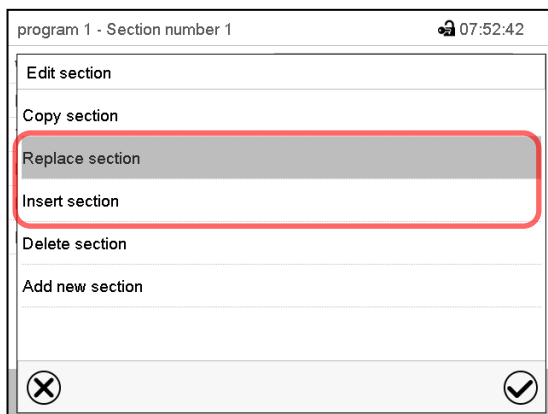 program 1 - Section number 1 07:52:42
Edit section
Copy section
Replace section
Insert section
Delete section
Add new section